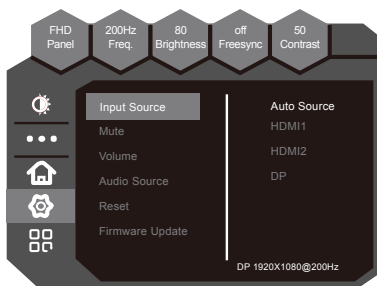 FHD
Panel
200Hz
Freq.
80
Brightness
off
Freesync
50
Contrast
Input Source
Mute
Volume
Audio Source
Reset
Firmware Update
Auto Source
HDMI1
HDMI2
DP
DP 1920X1080@200Hz